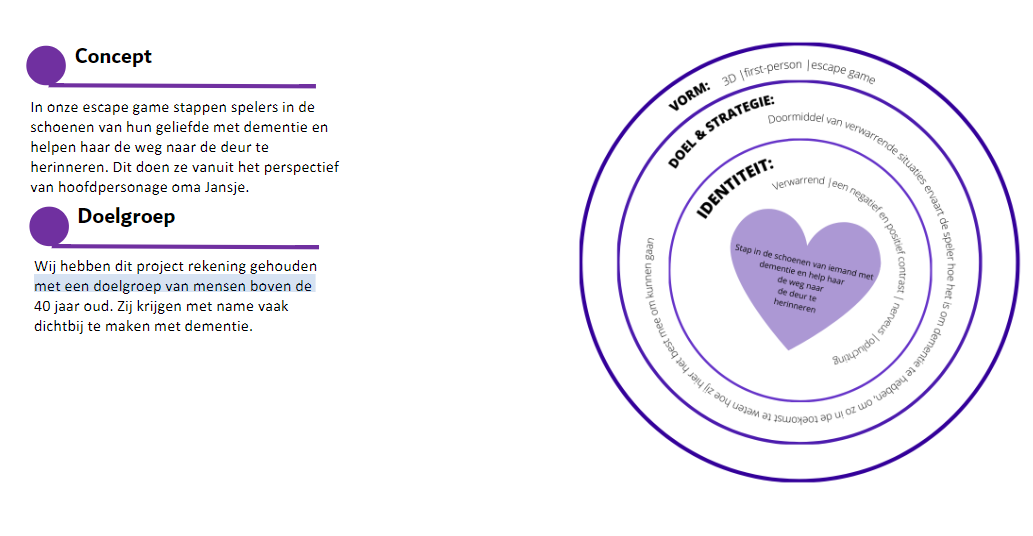 Concept
In onze escape game stappen spelers in de
schoenen van hun geliefde met dementie en
helpen haar de weg naar de deur te
herinneren. Dit doen ze vanuit het perspectief
van hoofdpersonage oma Jansje.
Doelgroep
Wij hebben dit project rekening gehouden
met een doelgroep van mensen boven de
40 jaar oud. Zij krijgen met name vaak
dichtbij te maken met dementie.
VORM: 3D |first-person |escape game
DOEL & STRATEGIE: Doormiddel van verwarrende situaties ervaart de speler hoe het is om dementie te hebben, om zo in de toekomst te weten hoe zij hier het best mee om kunnen gaan
IDENTITEIT: Verwarrend |een negatief en positief contrast | nerveus | opluchting
Stap in de schoenen van iemand met
dementie en help haar
de weg naar
de deur te
herinneren